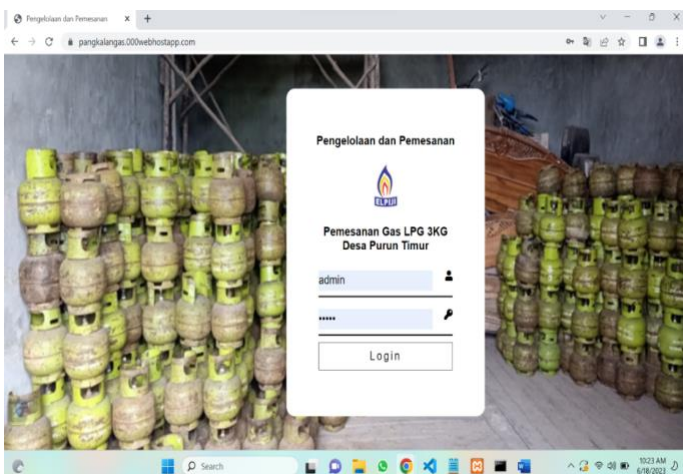 Pengelolaan dan Pemesanan
pangkalangas.000webhostapp.com
Pengelolaan dan Pemesanan
ELPIJI
Pemesanan Gas LPG 3KG
Desa Purun Timur
admin
•••••
Login
Search
10:23 AM
6/18/2023